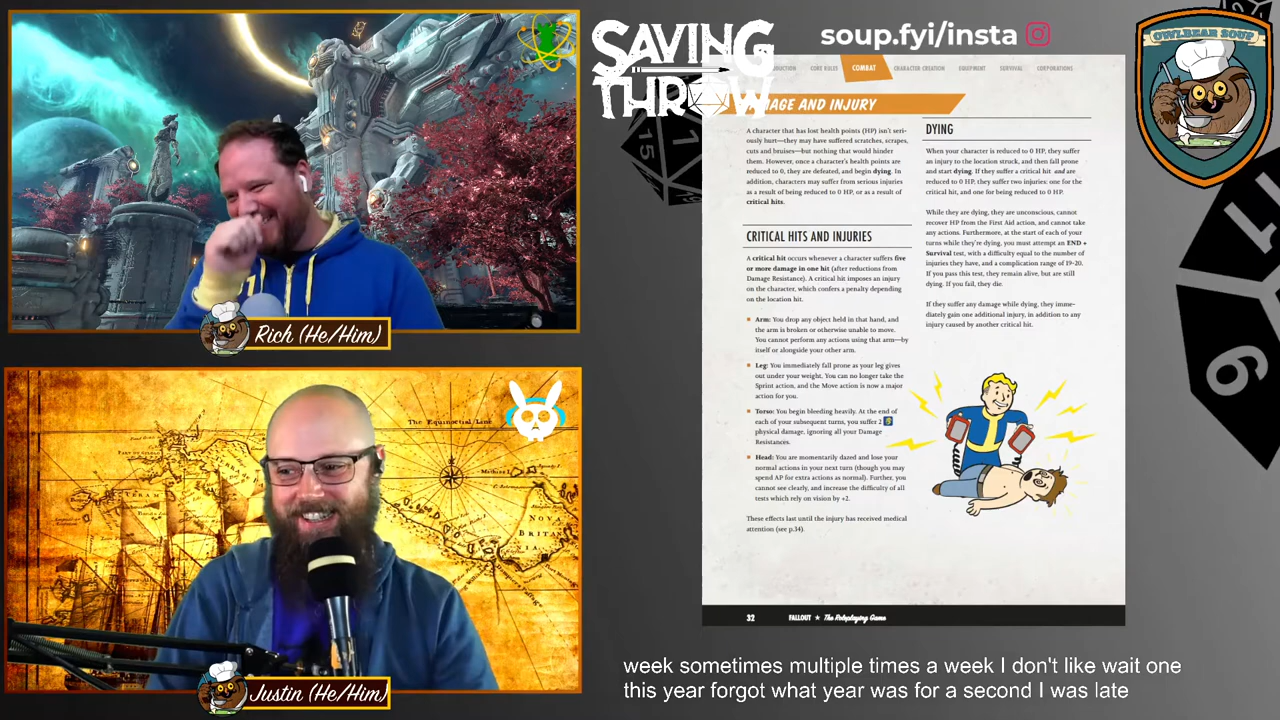 SAVING
THROW
soup.fyi/insta
OWLBEAR SOUP
CORE RULES
COMBAT
CHARACTER CREATION
EQUIPMENT
SURVIVAL
CORPORATIONS
AGE AND INJURY
A character that has lost health points (HP) isn't seri-
ously hurt—they may have suffered scratches, scrapes,
cuts and bruises—but nothing that would hinder
them. However, once a character's health points are
reduced to 0, they are defeated, and begin dying. In
addition, characters may suffer from serious injuries
as a result of being reduced to 0 HP, or as a result of
critical hits.
CRITICAL HITS AND INJURIES
A critical hit occurs whenever a character suffers five
or more damage in one hit (after reductions from
Damage Resistance). A critical hit imposes an injury
on the character, which confers a penalty depending
on the location hit.
Arm: You drop any object held in that hand, and
the arm is broken or otherwise unable to move.
You cannot perform any actions using that arm—by
itself or alongside your other arm.
Leg: You immediately fall prone as your leg gives
out under your weight. You can no longer take the
Sprint action, and the Move action is now a major
action for you.
Torso: You begin bleeding heavily. At the end of
each of your subsequent turns, you suffer 2
physical damage, ignoring all your Damage
Resistances.
Head: You are momentarily dazed and lose your
normal actions in your next turn (though you may
spend AP for extra actions as normal). Further, you
cannot see clearly, and increase the difficulty of all
tests which rely on vision by +2.
These effects last until the injury has received medical
attention (see p.34).
DYING
When your character is reduced to 0 HP, they suffer
an injury to the location struck, and then fall prone
and start dying. If they suffer a critical hit and are
reduced to 0 HP, they suffer two injuries: one for the
critical hit, and one for being reduced to 0 HP.
While they are dying, they are unconscious, cannot
recover HP from the First Aid action, and cannot take
any actions. Furthermore, at the start of each of your
turns while they're dying, you must attempt an END +
Survival test, with a difficulty equal to the number of
injuries they have, and a complication range of 19-20.
If you pass this test, they remain alive, but are still
dying. If you fail, they die.
If they suffer any damage while dying, they imme-
diately gain one additional injury, in addition to any
injury caused by another critical hit.
32
FALLOUT ★ The Roleplaying Game
Rich (He/Him)
The Equinoctial Line
Justin (He/Him)
15
1
11
6
week sometimes multiple times a week I don't like wait one
this year forgot what year was for a second I was late